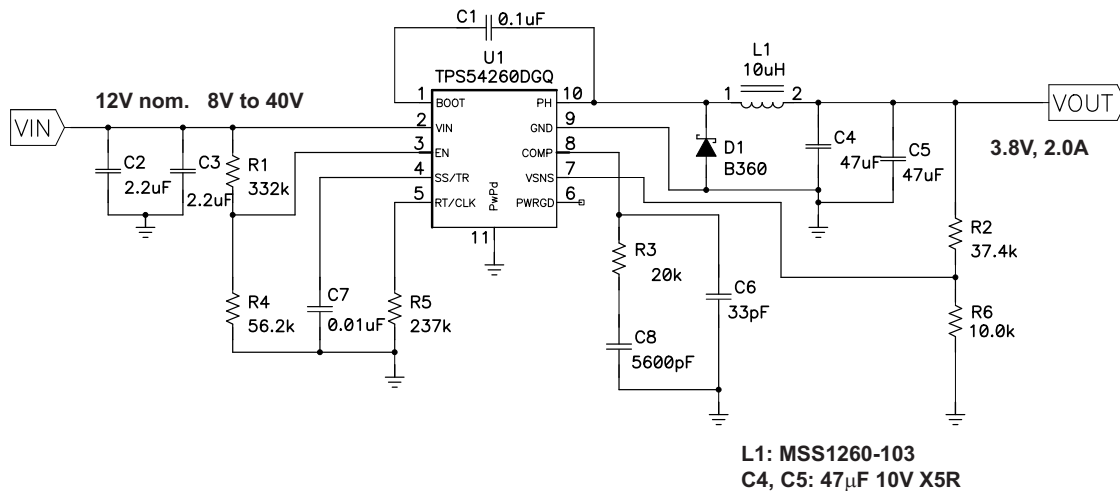 C1
0.1uF
U1
TPS54260DGQ
L1
10uH
12V nom. 8V to 40V
1
BOOT
PH
10
1
2
VIN
2
VIN
GND
9
VOUT
3
EN
COMP
8
4
SS/TR
VSNS
7
5
RT/CLK
PWRGD
6
PwPd
11
C2
2.2uF
C3
2.2uF
R1
332k
D1
B360
C4
47uF
C5
47uF
3.8V, 2.0A
R2
37.4k
R3
20k
C6
33pF
R4
56.2k
C7
0.01uF
R5
237k
C8
5600pF
R6
10.0k
L1: MSS1260-103
C4, C5: 47μF 10V X5R